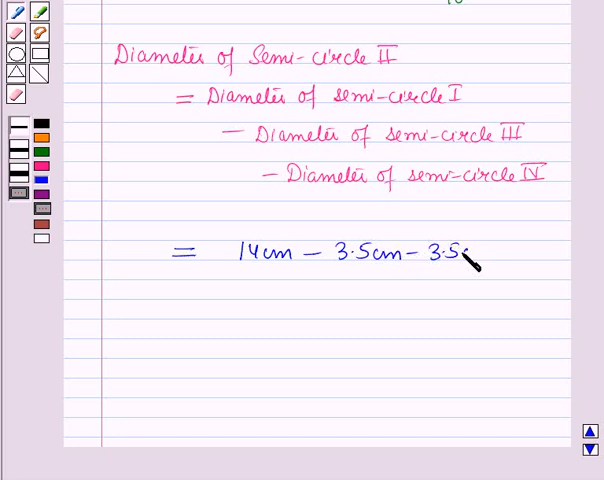 Diameter of Semi-circle II
= Diameter of semi-circle I
- Diameter of semi-circle III
- Diameter of semi-circle IV
= 14cm - 3.5cm - 3.5c